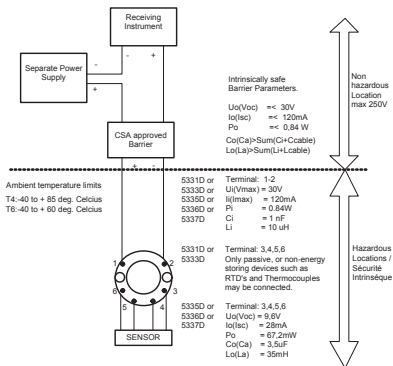 Receiving
Instrument
Separate Power
Supply
- - +
+
CSA approved
Barrier
+ -
Intrinsically safe
Barrier Parameters.
Uo(Voc) =< 30V
Io(Isc) =< 120mA
Po =< 0,84 W
Co(Ca)>Sum(Ci+Ccable)
Lo(La)>Sum(Li+Lcable)
Non
hazardous
Location
max 250V
Ambient temperature limits
T4:-40 to + 85 deg. Celcius
T6:-40 to + 60 deg. Celcius
5331D or Terminal: 1-2
5333D or Ui(Vmax) = 30V
5335D or Ii(Imax) = 120mA
5336D or Pi = 0.84W
5337D Ci = 1 nF
Li = 10 uH
5331D or Terminal: 3,4,5,6
5333D Only passive, or non-energy
storing devices such as
RTD's and Thermocouples
may be connected.
Hazardous
Locations /
Sécurité
Intrinsèque
1 2
6 3
5 4
SENSOR
5335D or Terminal: 3,4,5,6
5336D or Uo(Voc) = 9,6V
5337D Io(Isc) = 28mA
Po = 67,2mW
Co(Ca) = 3,5uF
Lo(La) = 35mH